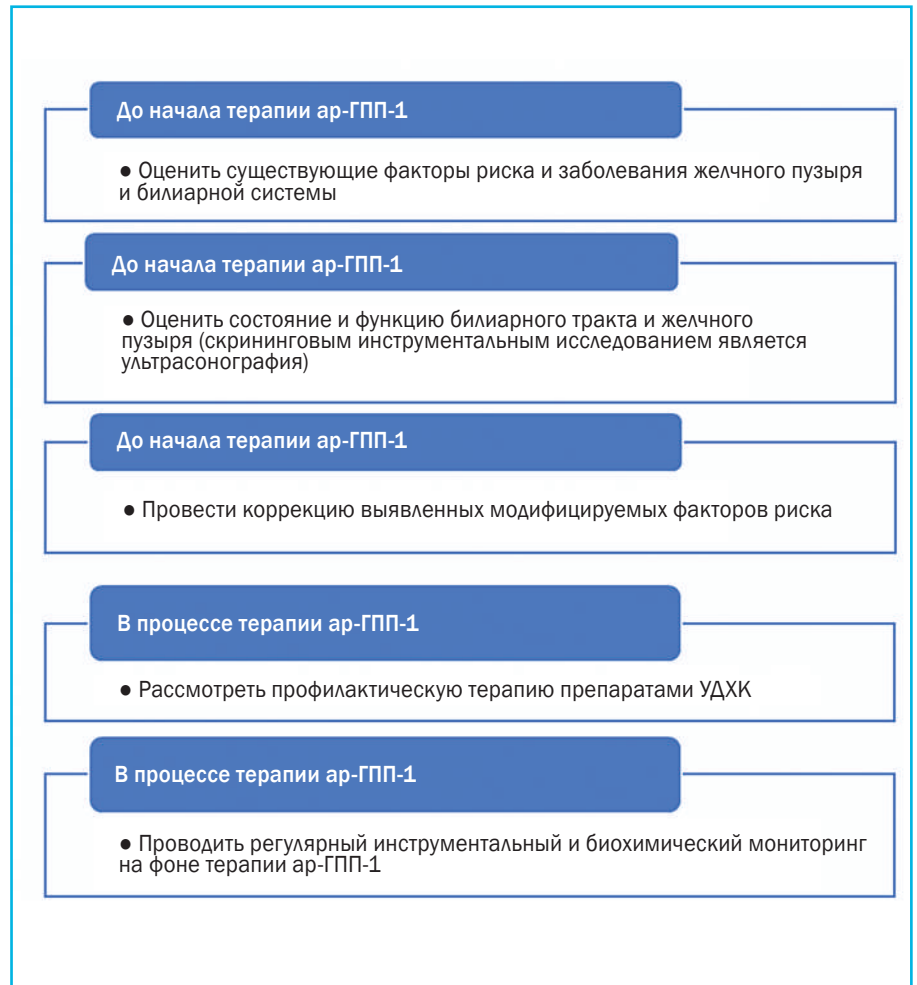 До начала терапии ар-ГПП-1
● Оценить существующие факторы риска и заболевания желчного пузыря
и билиарной системы
До начала терапии ар-ГПП-1
● Оценить состояние и функцию билиарного тракта и желчного
пузыря (скрининговым инструментальным исследованием является
ультрасонография)
До начала терапии ар-ГПП-1
● Провести коррекцию выявленных модифицируемых факторов риска
В процессе терапии ар-ГПП-1
● Рассмотреть профилактическую терапию препаратами УДХК
В процессе терапии ар-ГПП-1
● Проводить регулярный инструментальный и биохимический мониторинг
на фоне терапии ар-ГПП-1